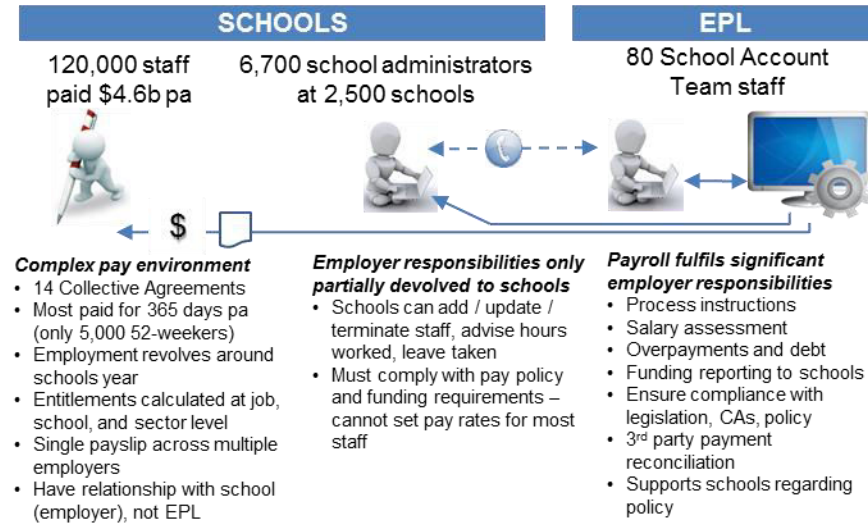 SCHOOLS
EPL
120,000 staff
paid $4.6b pa
6,700 school administrators
at 2,500 schools
80 School Account
Team staff
$
Complex pay environment
• 14 Collective Agreements
• Most paid for 365 days pa
(only 5,000 52-weekers)
• Employment revolves around
schools year
• Entitlements calculated at job,
school, and sector level
• Single payslip across multiple
employers
• Have relationship with school
(employer), not EPL
Employer responsibilities only
partially devolved to schools
• Schools can add / update /
terminate staff, advise hours
worked, leave taken
• Must comply with pay policy
and funding requirements –
cannot set pay rates for most
staff
Payroll fulfils significant
employer responsibilities
• Process instructions
• Salary assessment
• Overpayments and debt
• Funding reporting to schools
• Ensure compliance with
legislation, CAs, policy
• 3rd party payment
reconciliation
• Supports schools regarding
policy